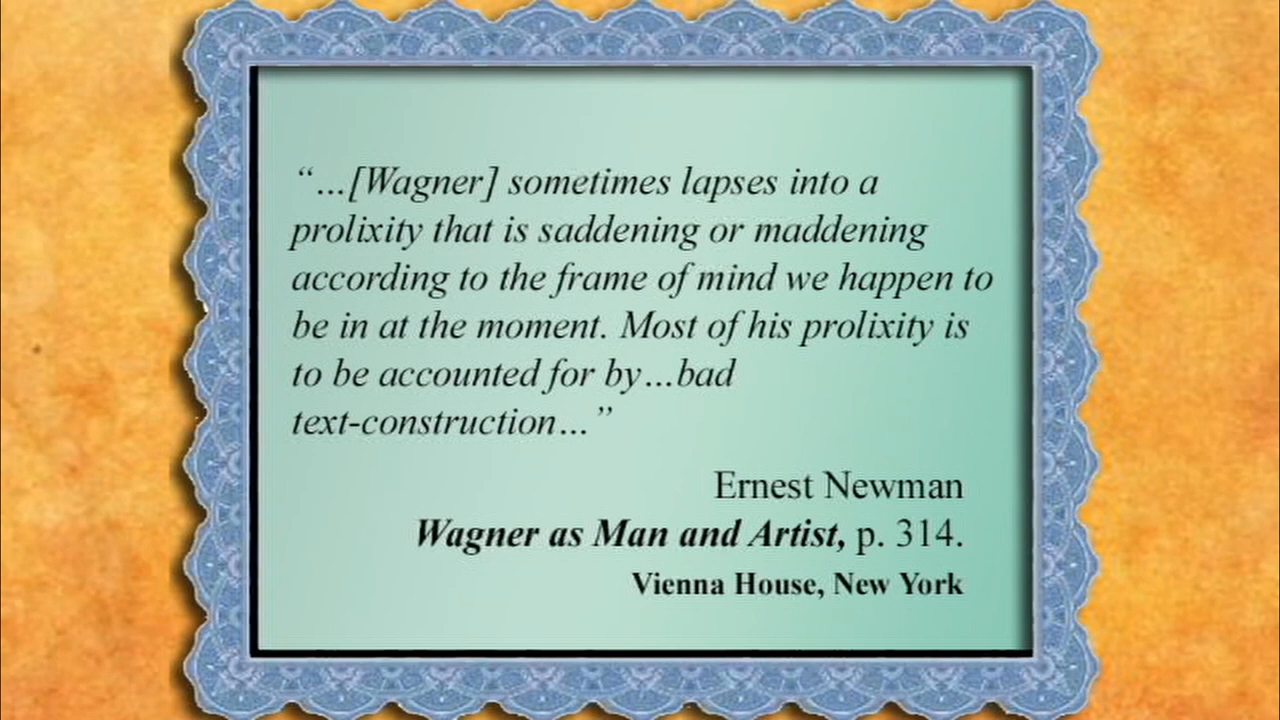 “...[Wagner] sometimes lapses into a
prolixity that is saddening or maddening
according to the frame of mind we happen to
be in at the moment. Most of his prolixity is
to be accounted for by...bad
text-construction...”
Ernest Newman
Wagner as Man and Artist, p. 314.
Vienna House, New York